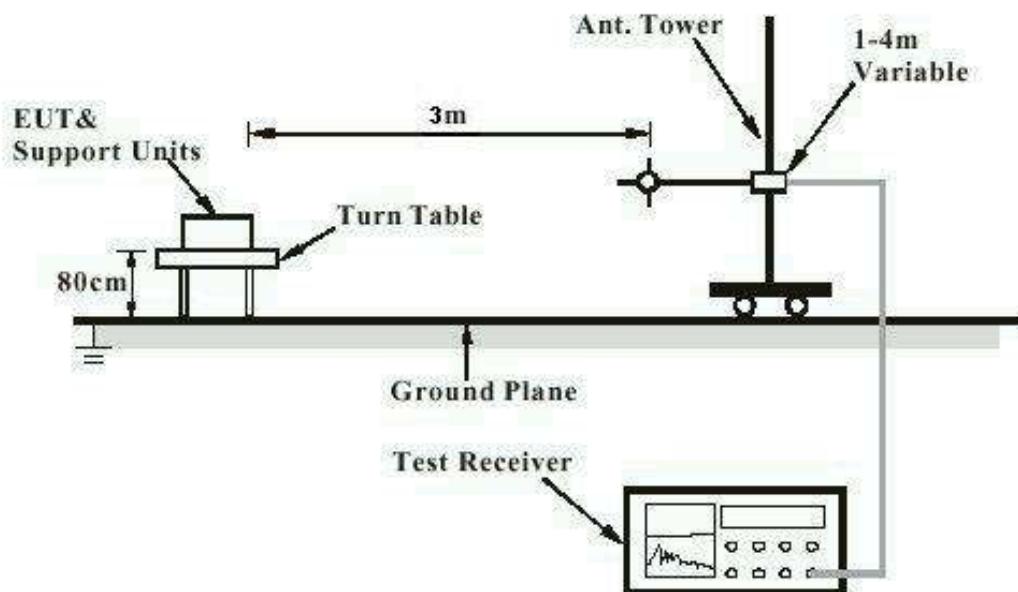 Ant. Tower
1-4m
Variable
3m
EUT&
Support Units
Turn Table
80cm
Ground Plane
Test Receiver